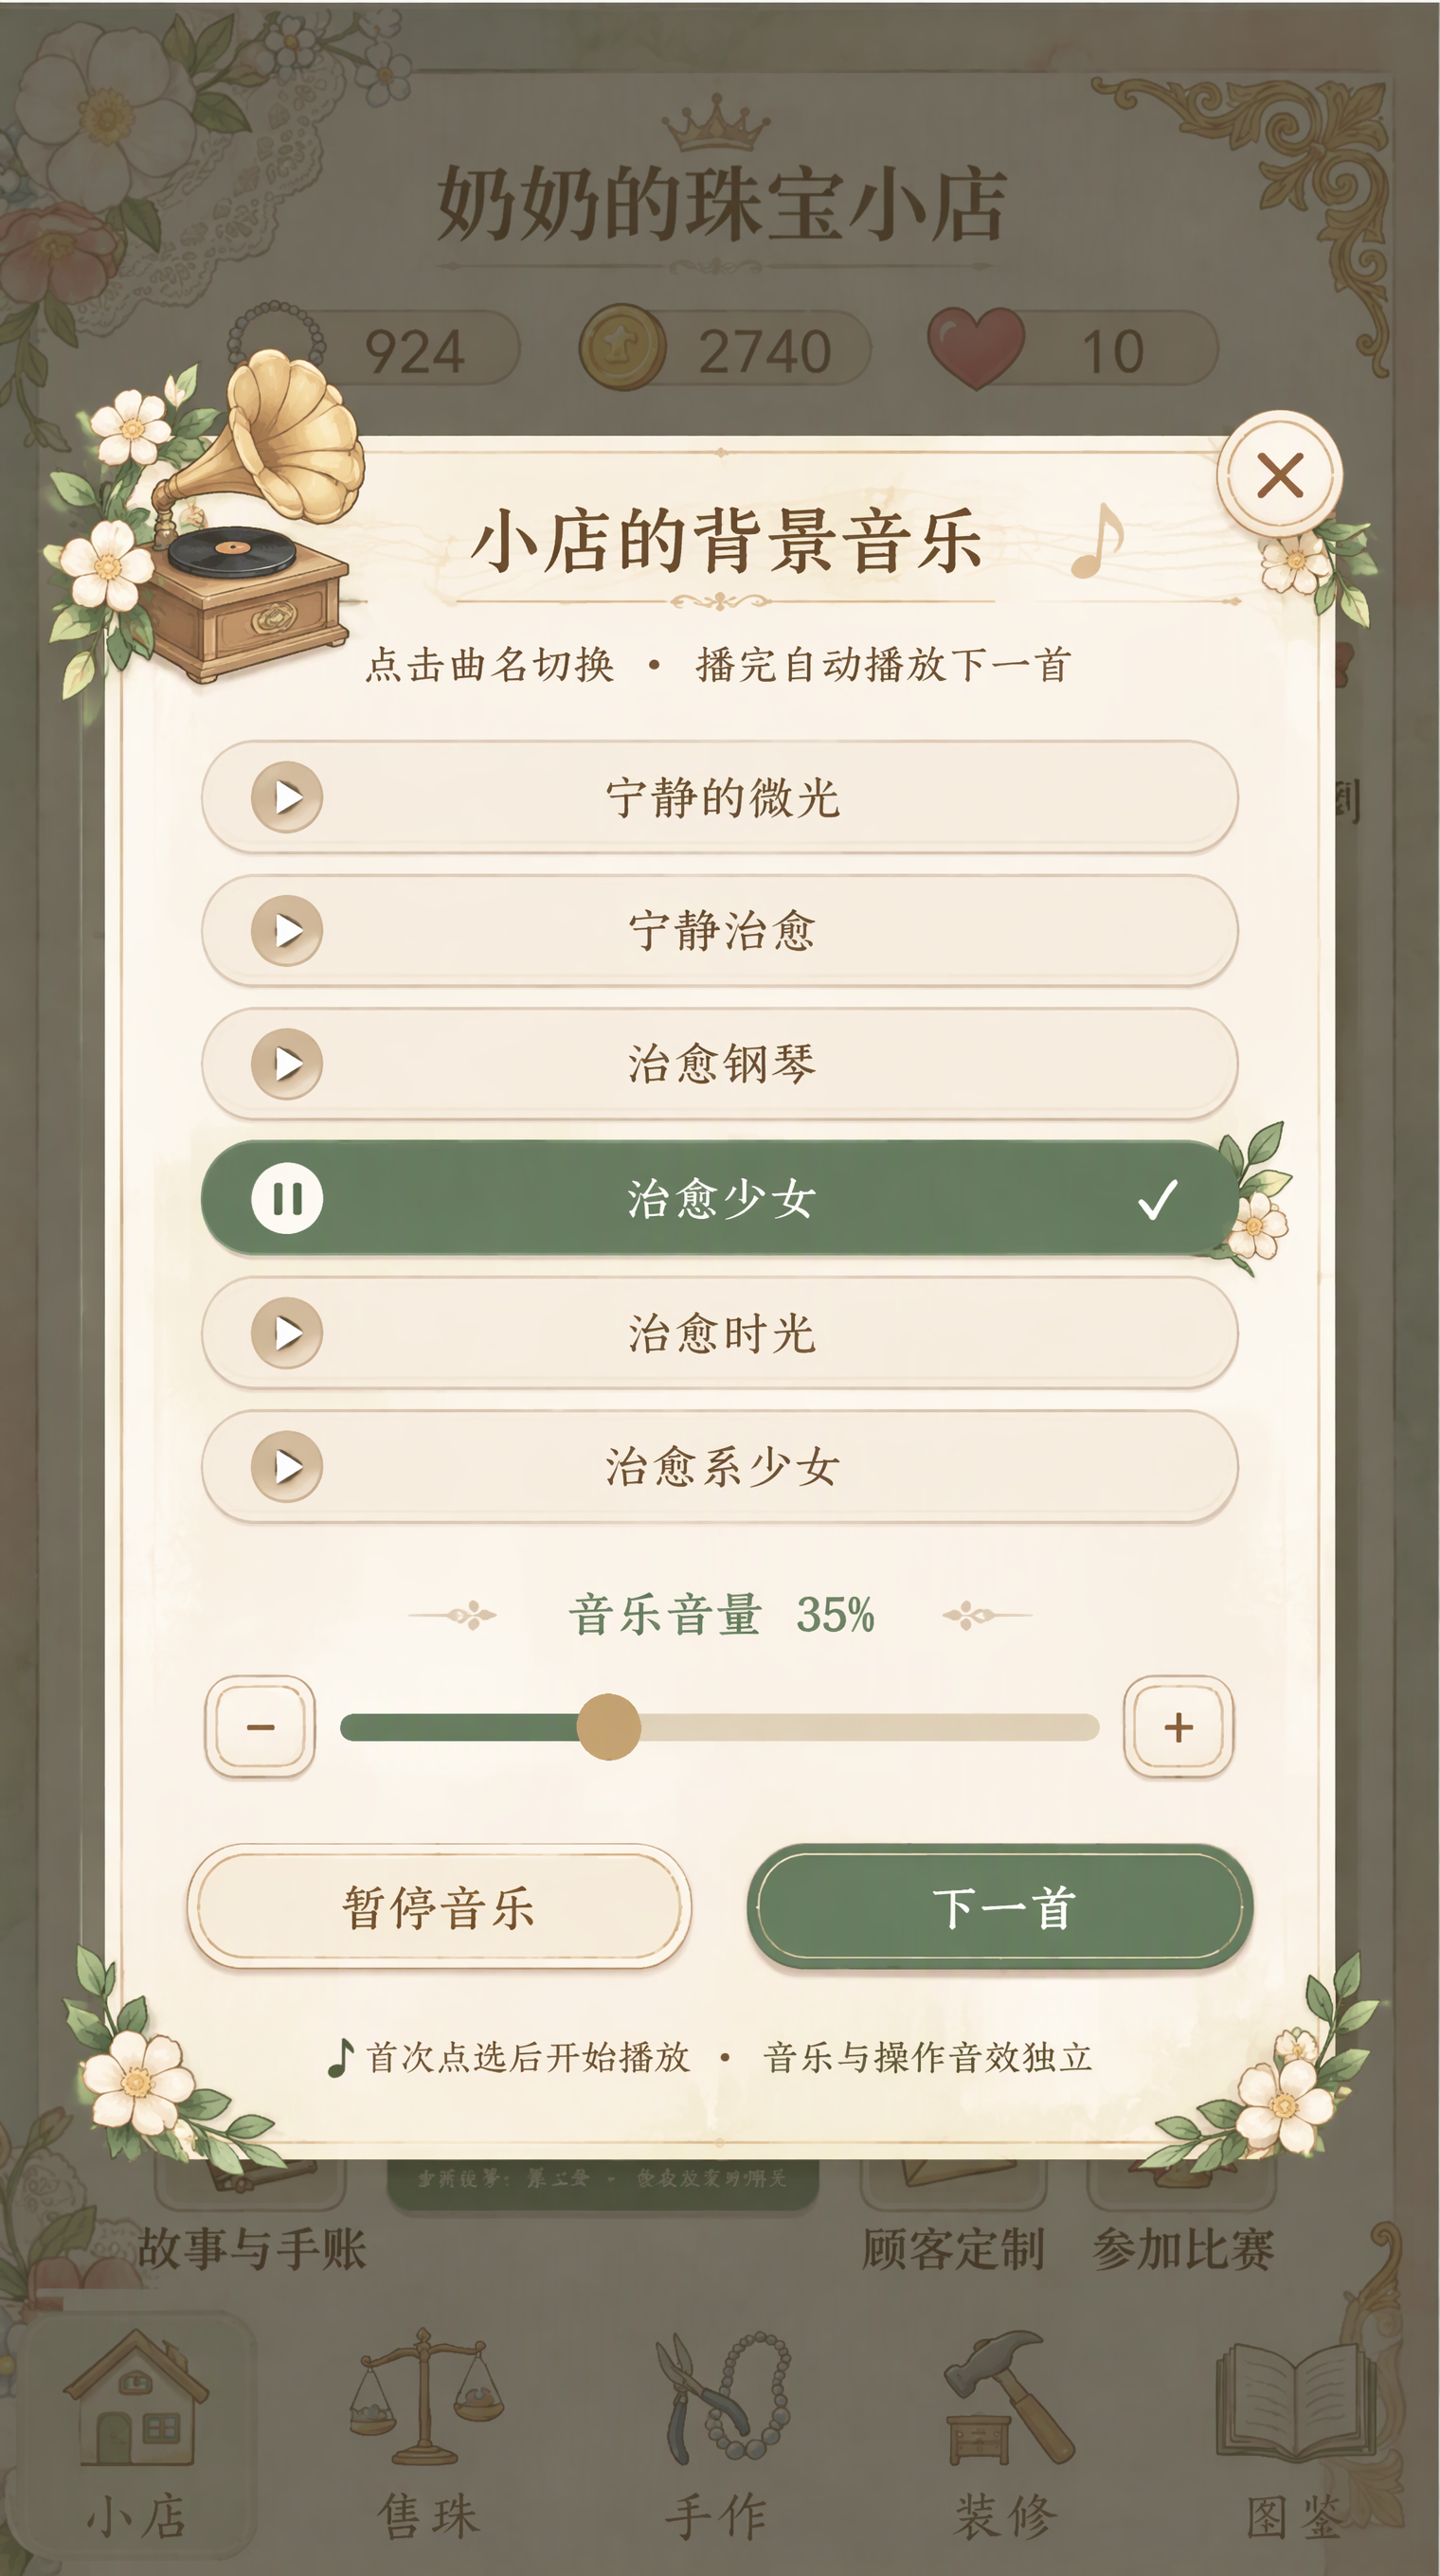 奶奶的珠宝小店
924 2740 10
小店的背景音乐
点击曲名切换 • 播完自动播放下一首
宁静的微光
宁静治愈
治愈钢琴
治愈少女
治愈时光
治愈系少女
音乐音量 35%
暂停音乐 下一首
首次点选后开始播放 • 音乐与操作音效独立
故事与手账 顾客定制 参加比赛
小店 售珠 手作 装修 图鉴